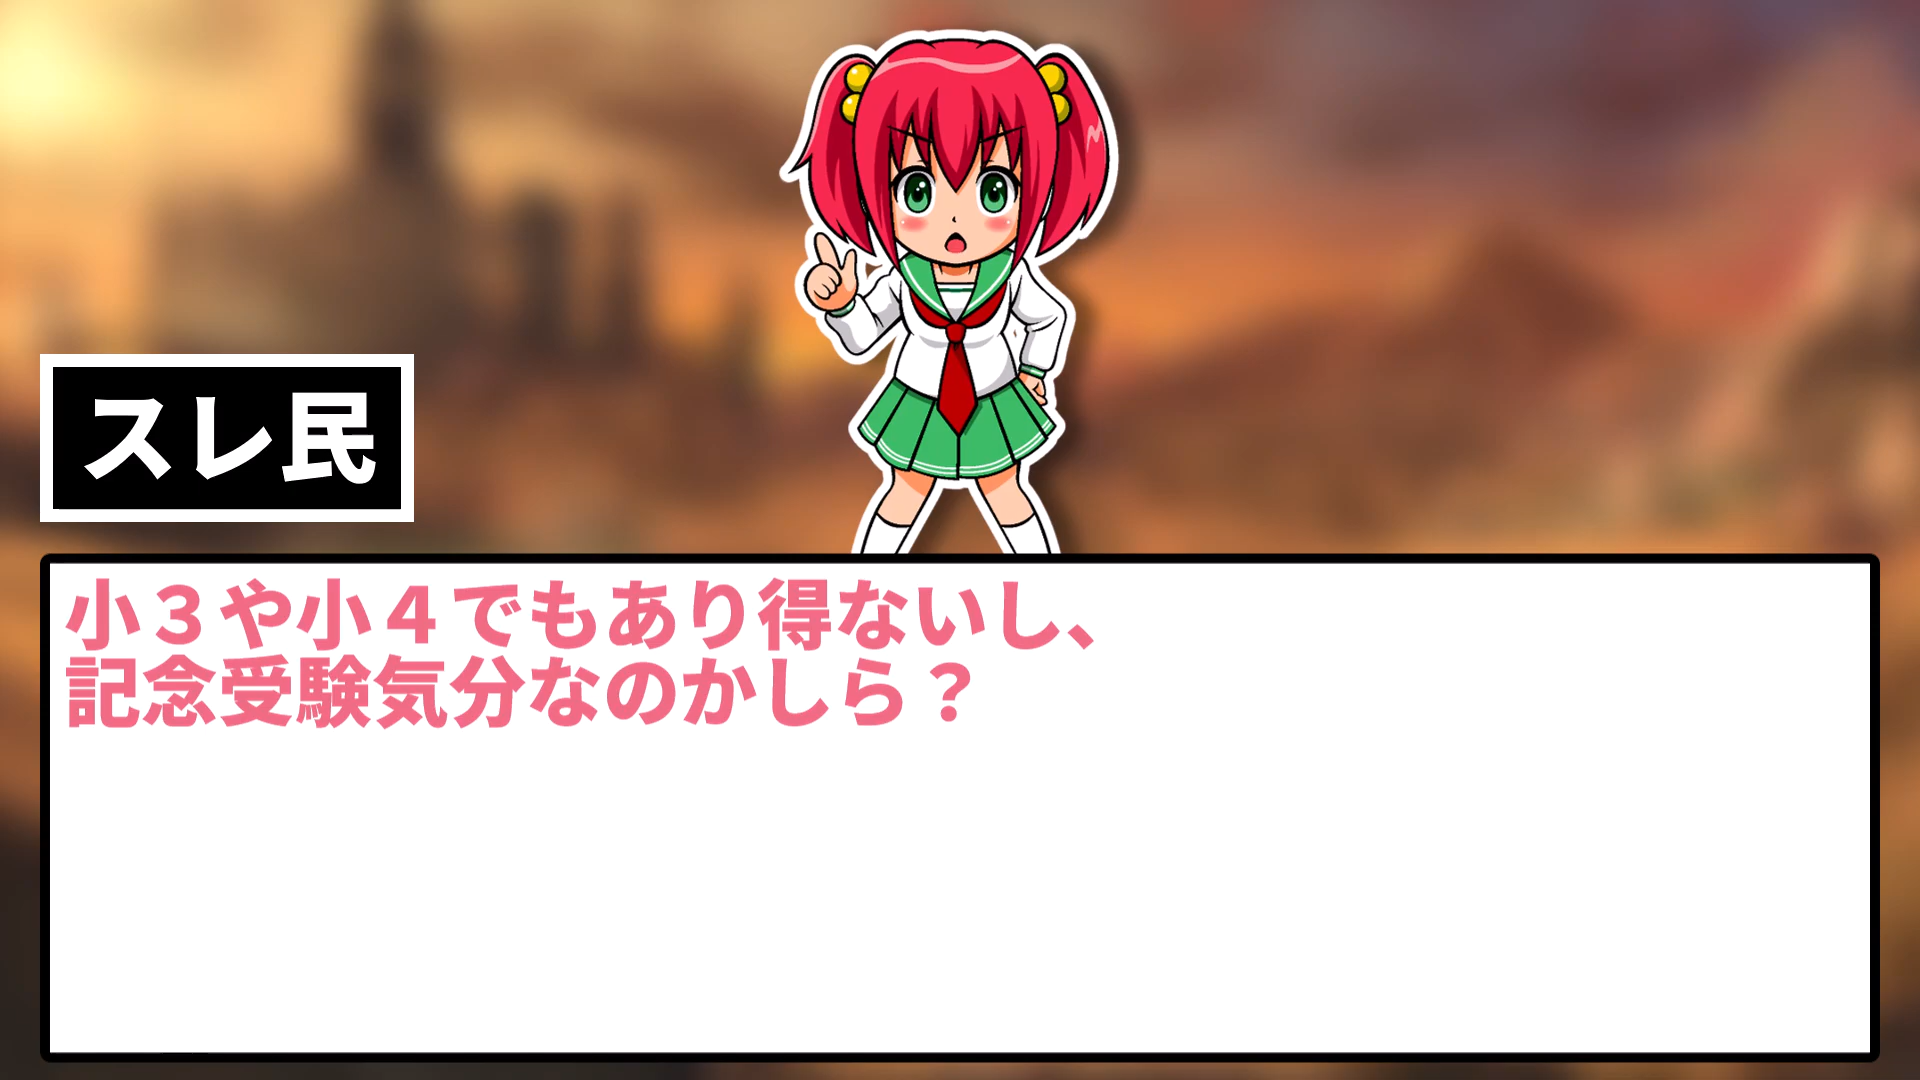 スレ民
小３や小４でもあり得ないし、
記念受験気分なのかしら？